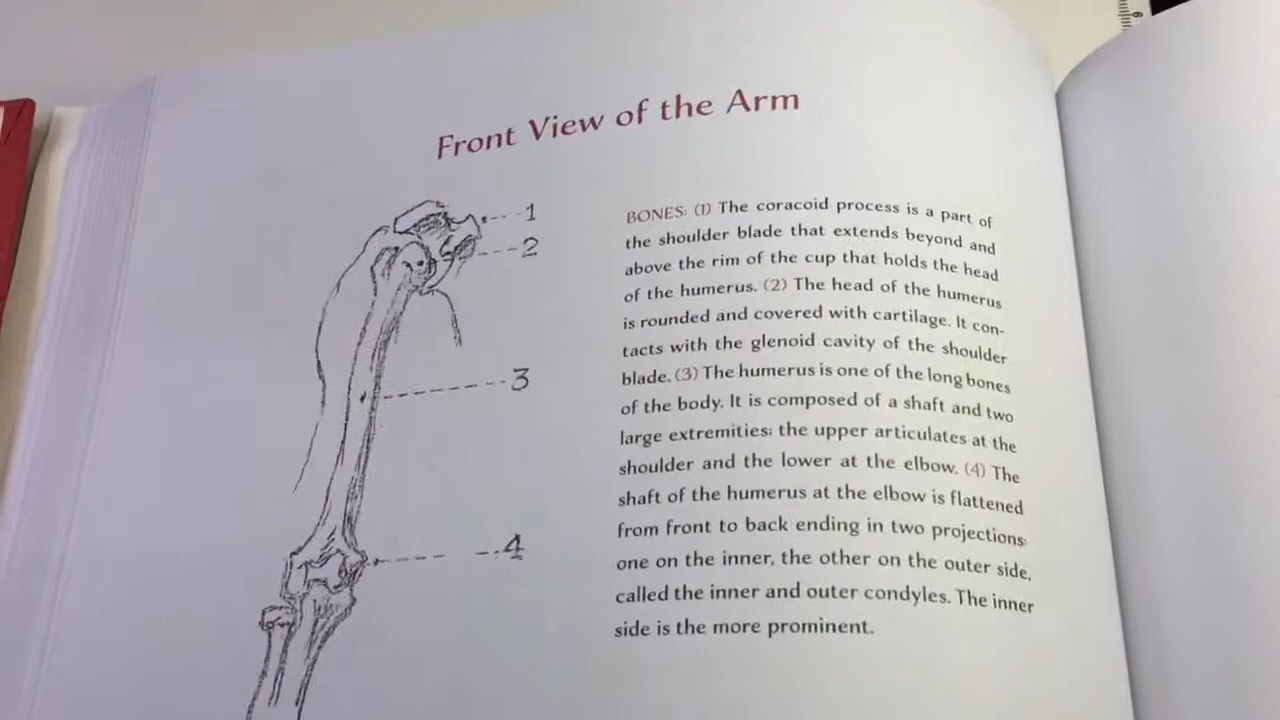 Front View of the Arm
1
2
3
4
BONES: (1) The coracoid process is a part of
the shoulder blade that extends beyond and
above the rim of the cup that holds the head
of the humerus. (2) The head of the humerus
is rounded and covered with cartilage. It con-
tacts with the glenoid cavity of the shoulder
blade. (3) The humerus is one of the long bones
of the body. It is composed of a shaft and two
large extremities: the upper articulates at the
shoulder and the lower at the elbow. (4) The
shaft of the humerus at the elbow is flattened
from front to back ending in two projections:
one on the inner, the other on the outer side,
called the inner and outer condyles. The inner
side is the more prominent.